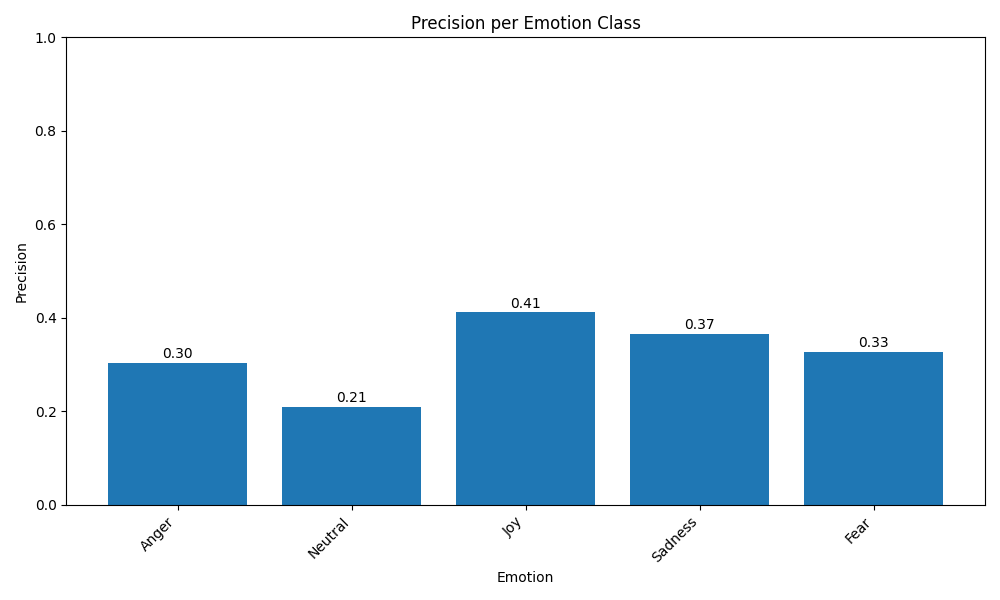 Precision per Emotion Class
1.0
0.8
0.6
0.4
0.2
0.0
Precision
0.30
0.21
0.41
0.37
0.33
Anger
Neutral
Joy
Sadness
Fear
Emotion